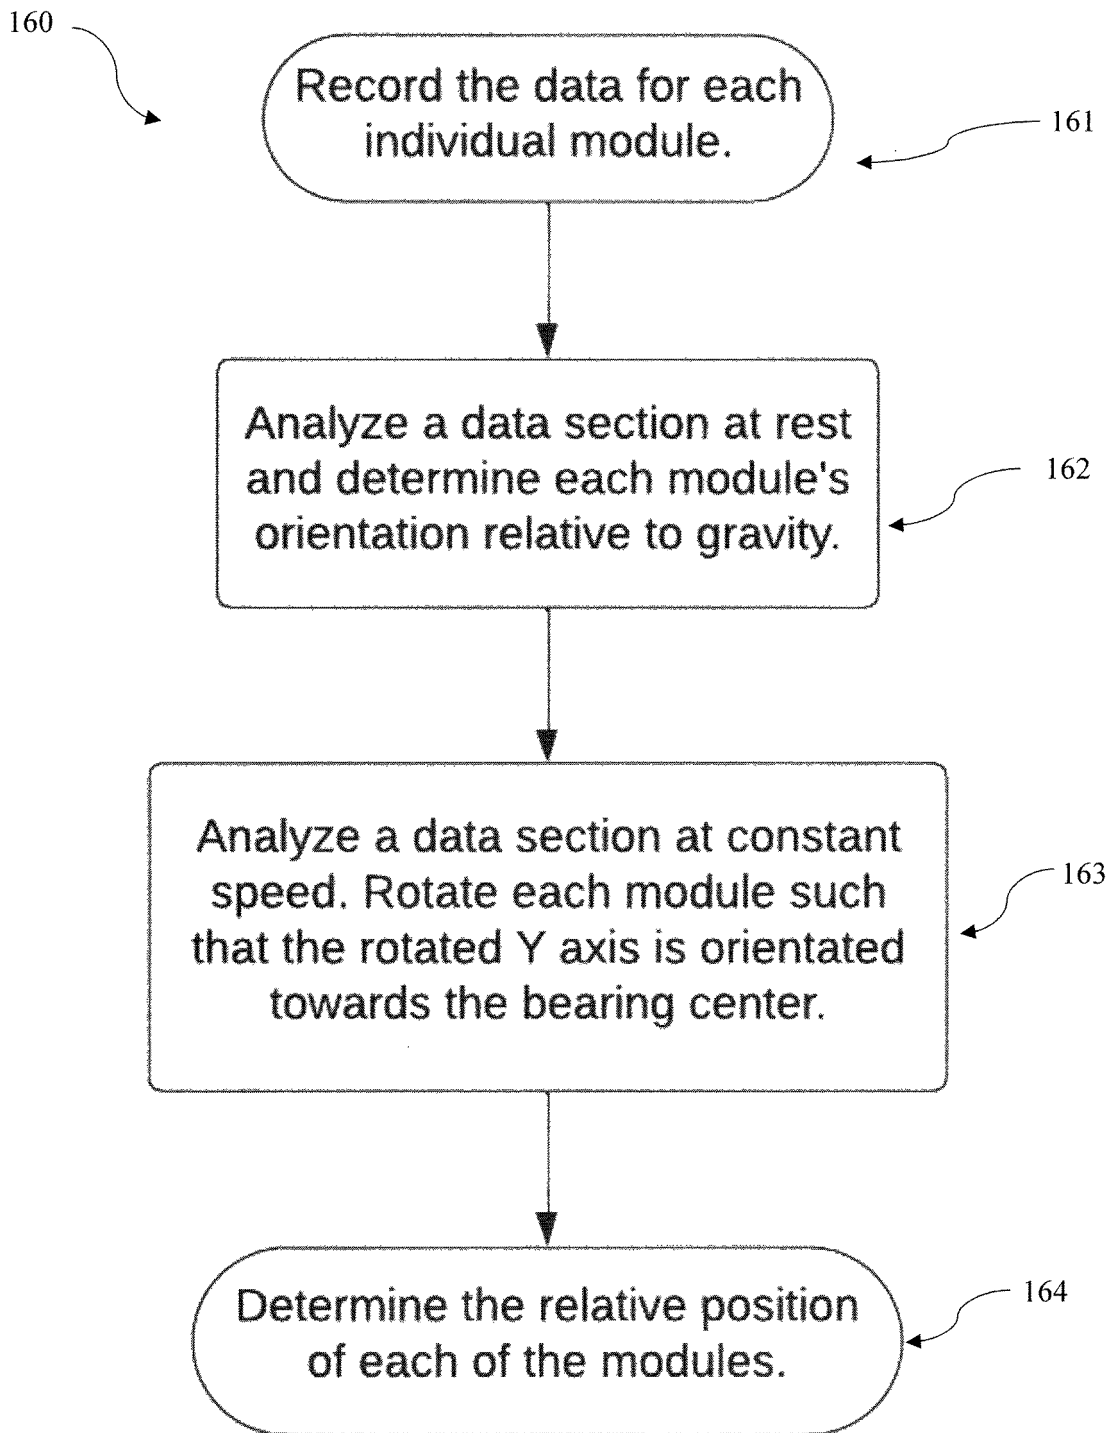 160
Record the data for each
individual module.
161
Analyze a data section at rest
and determine each module's
orientation relative to gravity.
162
Analyze a data section at constant
speed. Rotate each module such
that the rotated Y axis is orientated
towards the bearing center.
163
Determine the relative position
of each of the modules.
164